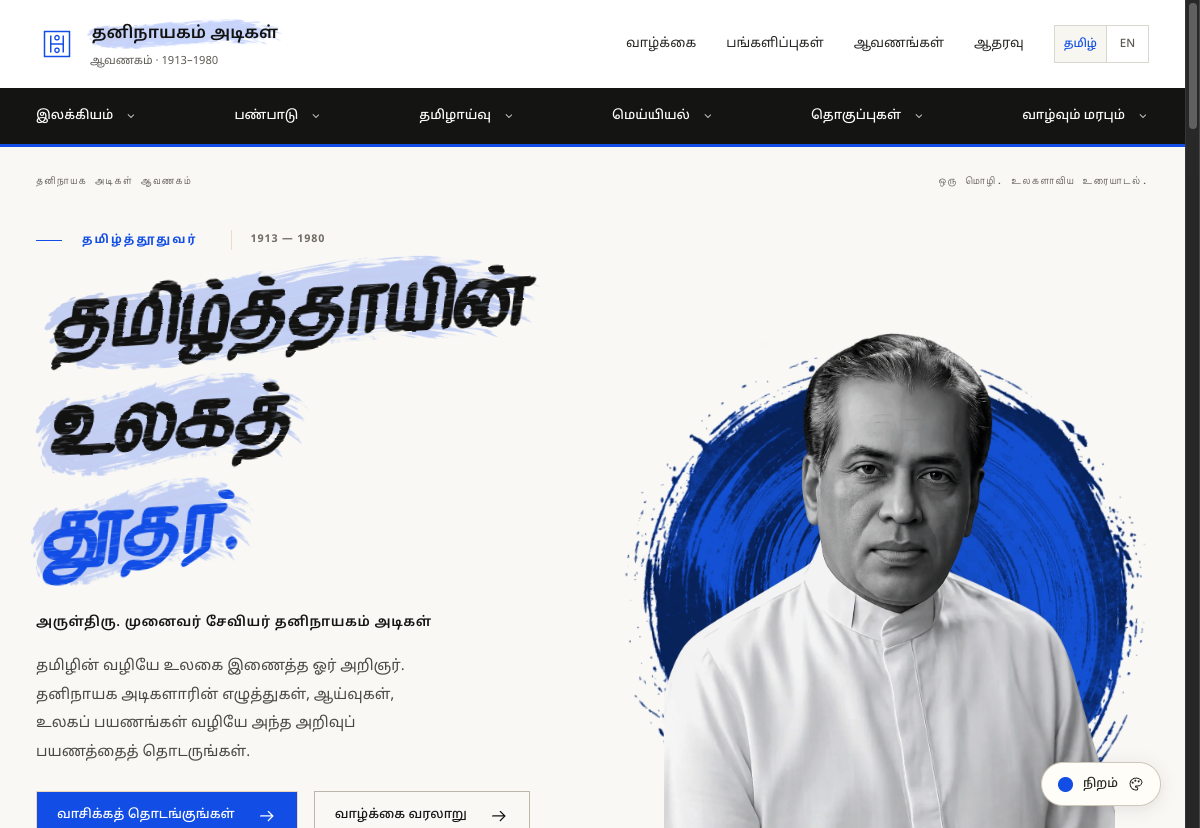 தனிநாயகம் அடிகள்
ஆவணகம் · 1913–1980
வாழ்க்கை பங்களிப்புகள் ஆவணங்கள் ஆதரவு தமிழ் EN
இலக்கியம் பண்பாடு தமிழாய்வு மெய்யியல் தொகுப்புகள் வாழ்வும் மரபும்
தனிநாயக அடிகள் ஆவணகம்
ஒரு மொழி. உலகளாவிய உரையாடல்.
தமிழ்த்தூதுவர் 1913 — 1980
தமிழ்த்தாயின்
உலகத்
தூதர்.
அருள்திரு. முனைவர் சேவியர் தனிநாயகம் அடிகள்
தமிழின் வழியே உலகை இணைத்த ஓர் அறிஞர்.
தனிநாயக அடிகளாரின் எழுத்துகள், ஆய்வுகள்,
உலகப் பயணங்கள் வழியே அந்த அறிவுப்
பயணத்தைத் தொடருங்கள்.
வாசிக்கத் தொடங்குங்கள் →
வாழ்க்கை வரலாறு →
நிறம்